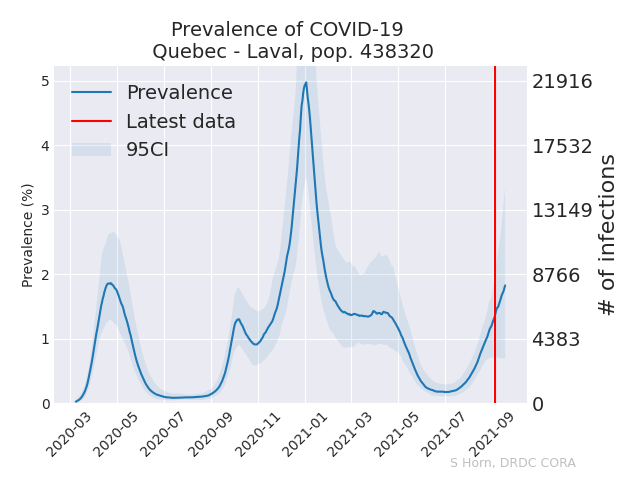 Prevalence of COVID-19
Quebec - Laval, pop. 438320
Prevalence
Latest data
95CI
Prevalence (%)
5
4
3
2
1
0
21916
17532
13149
8766
4383
0
# of infections
2020-03
2020-05
2020-07
2020-09
2020-11
2021-01
2021-03
2021-05
2021-07
2021-09
S Horn, DRDC CORA